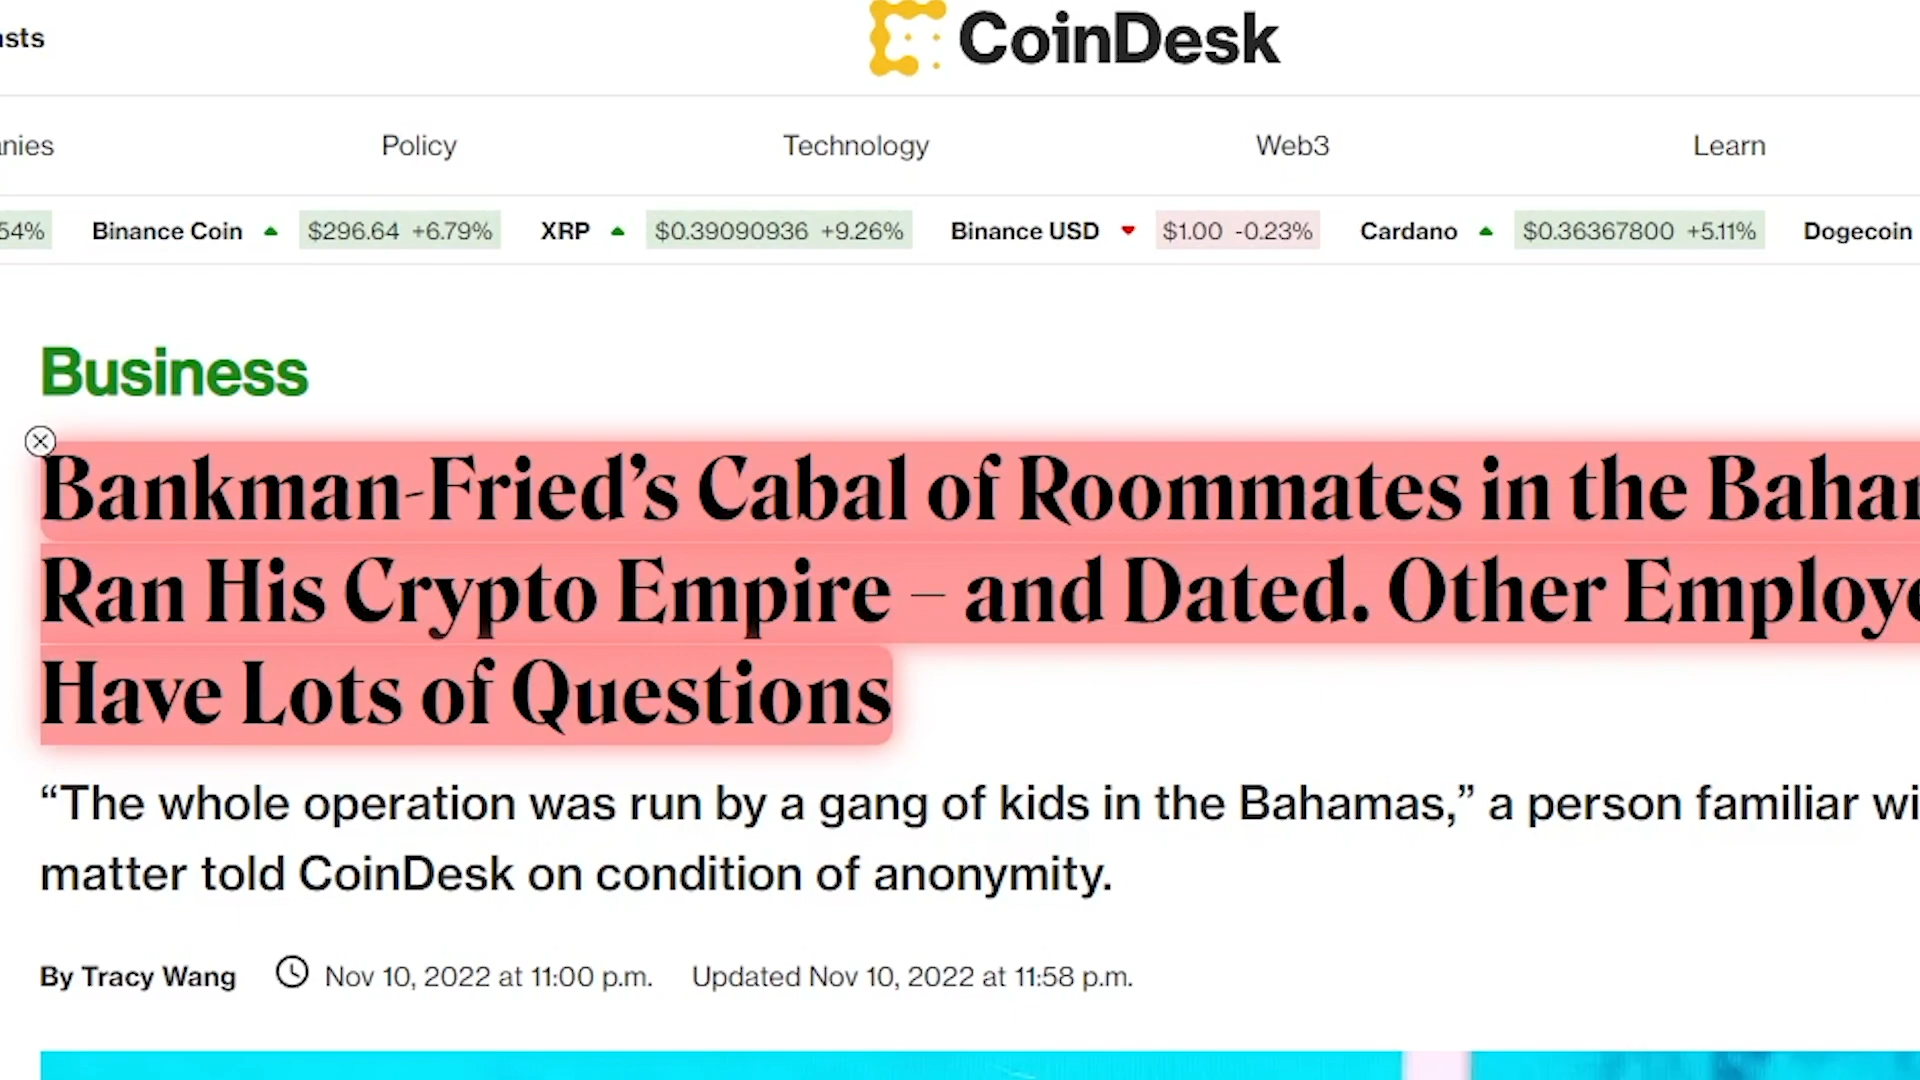 asts
CoinDesk
anies Policy Technology Web3 Learn
54% Binance Coin $296.64 +6.79% XRP $0.39090936 +9.26% Binance USD $1.00 -0.23% Cardano $0.36367800 +5.11% Dogecoin
Business
Bankman-Fried’s Cabal of Roommates in the Baha
Ran His Crypto Empire – and Dated. Other Employe
Have Lots of Questions
“The whole operation was run by a gang of kids in the Bahamas,” a person familiar wi
matter told CoinDesk on condition of anonymity.
By Tracy Wang Nov 10, 2022 at 11:00 p.m. Updated Nov 10, 2022 at 11:58 p.m.